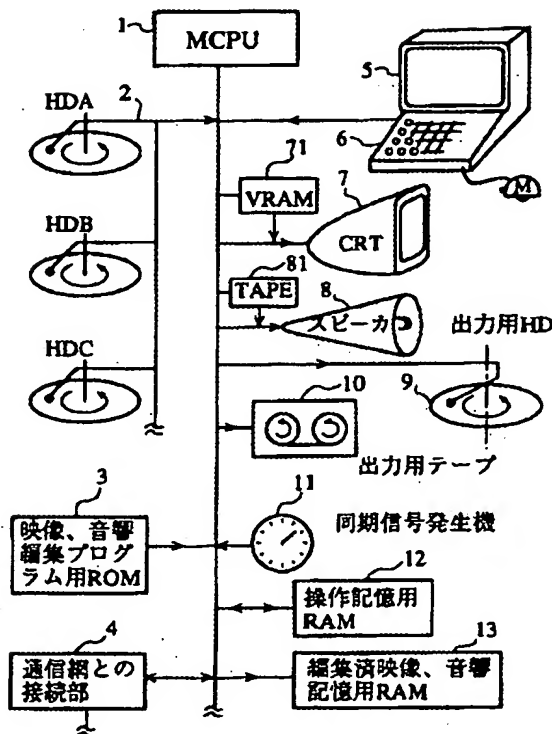 1
MCPU
HDA
2
5
6
M
71
VRAM
7
CRT
HDB
81
TAPE
8
スピーカ
出力用HD
9
HDC
10
出力用テープ
3
映像、音響
編集プログ
ラム用ROM
11
同期信号発生機
12
操作記憶用
RAM
4
通信網との
接続部
13
編集済映像、音響
記憶用RAM